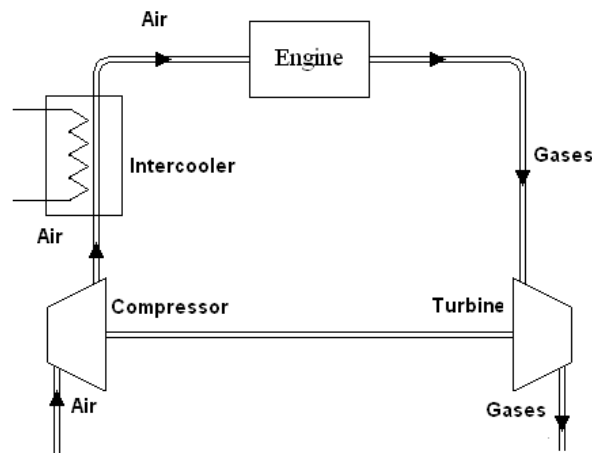 Air
Engine
Gases
Intercooler
Air
Compressor
Turbine
Air
Gases